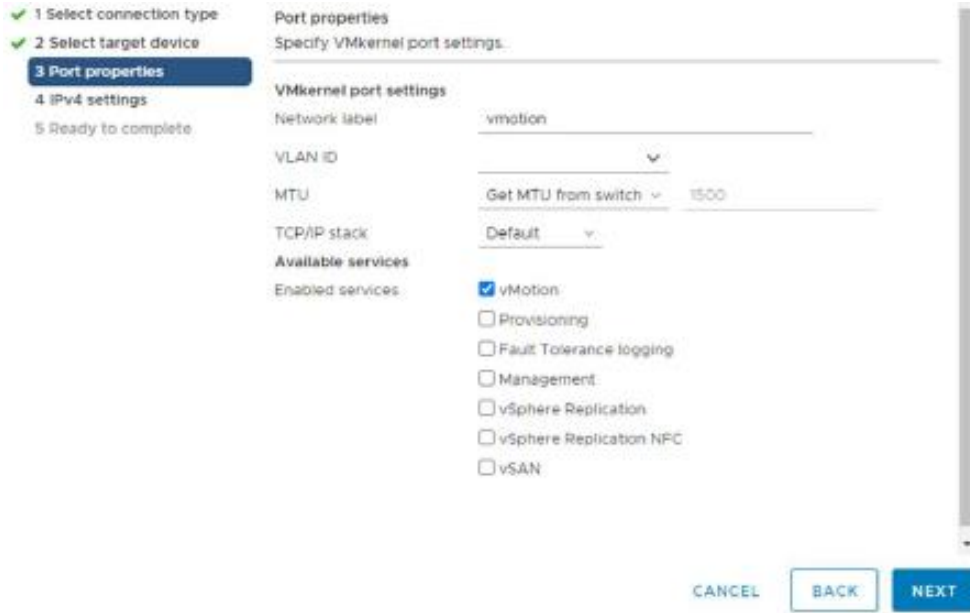 1 Select connection type
2 Select target device
3 Port properties
4 IPv4 settings
5 Ready to complete
Port properties
Specify VMkernel port settings.
VMkernel port settings
Network label vmotion
VLAN ID
MTU Get MTU from switch 1500
TCP/IP stack Default
Available services
Enabled services vMotion
Provisioning
Fault Tolerance logging
Management
vSphere Replication
vSphere Replication NFC
vSAN
CANCEL BACK NEXT